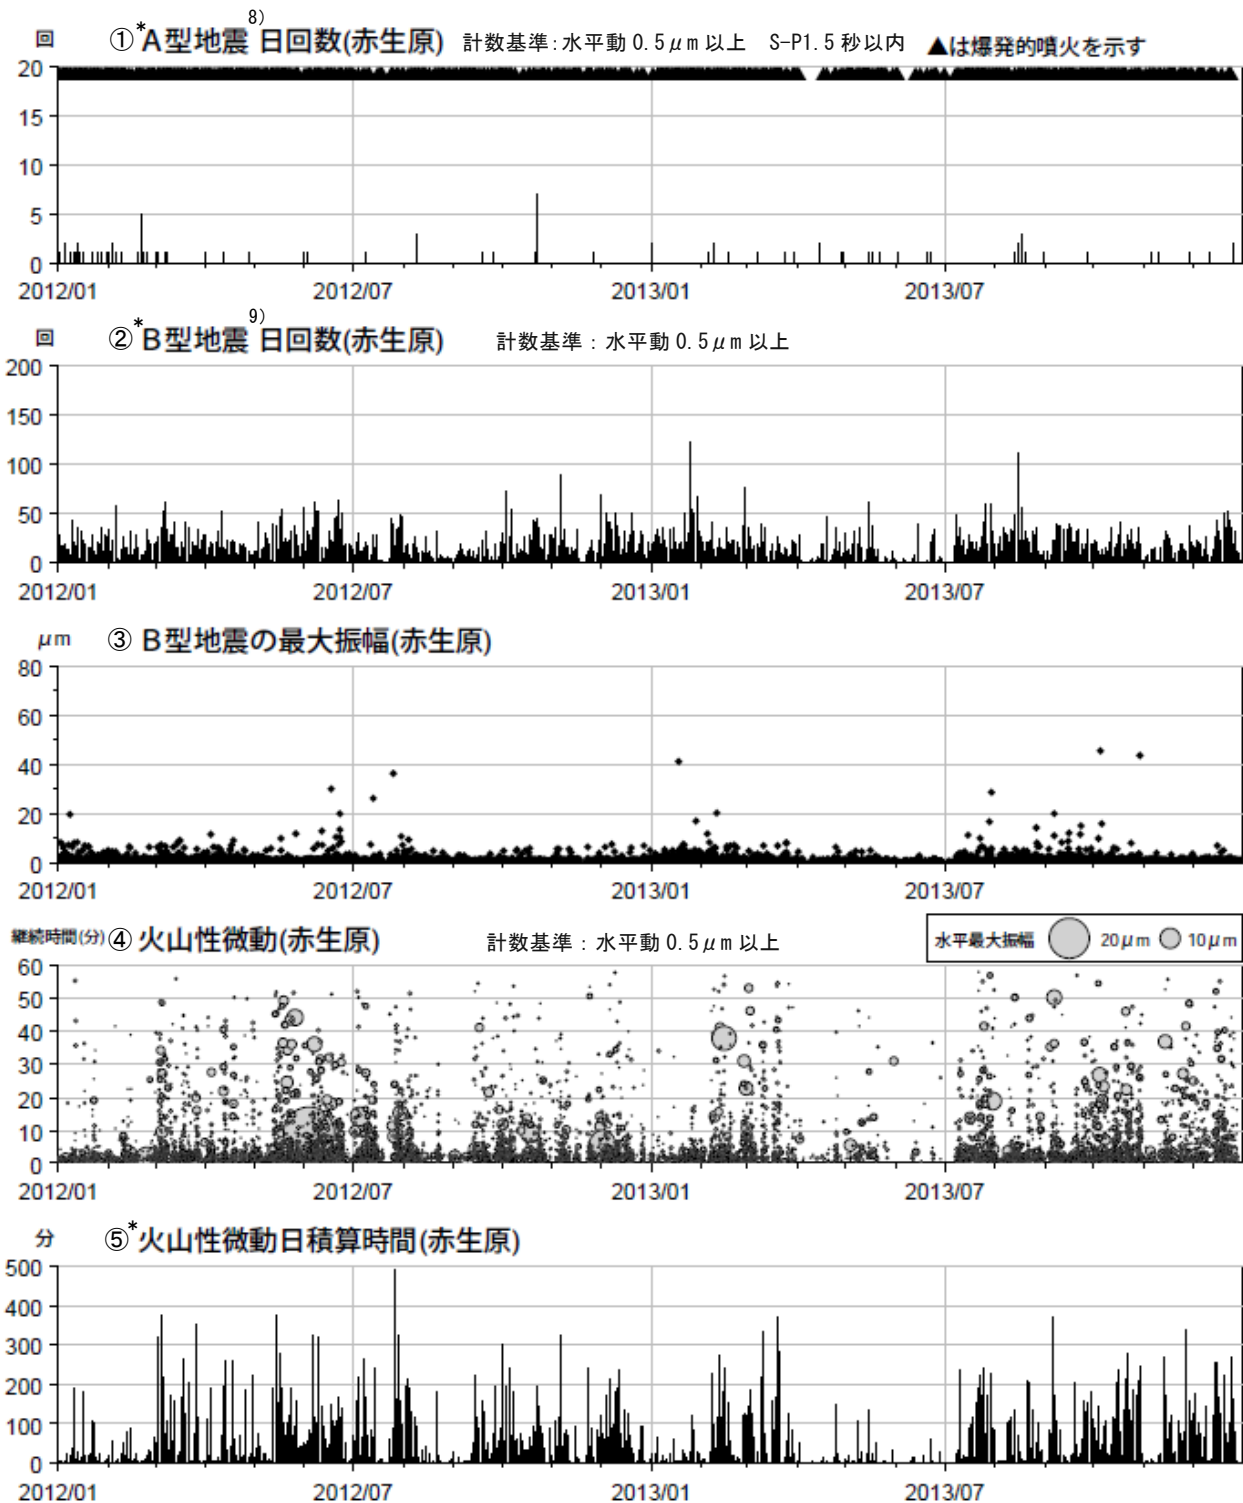 回 ①*A型地震 8) 日回数(赤生原) 計数基準:水平動 0.5μm以上 S-P1.5 秒以内 ▲は爆発的噴火を示す
20
15
10
5
0
2012/01 2012/07 2013/01 2013/07
回 ②*B型地震 9) 日回数(赤生原) 計数基準：水平動 0.5μm以上
200
150
100
50
0
2012/01 2012/07 2013/01 2013/07
μm ③ B型地震の最大振幅(赤生原)
80
60
40
20
0
2012/01 2012/07 2013/01 2013/07
継続時間(分) ④ 火山性微動(赤生原) 計数基準：水平動 0.5μm以上 水平最大振幅 20μm 10μm
60
50
40
30
20
10
0
2012/01 2012/07 2013/01 2013/07
分 ⑤*火山性微動日積算時間(赤生原)
500
400
300
200
100
0
2012/01 2012/07 2013/01 2013/07